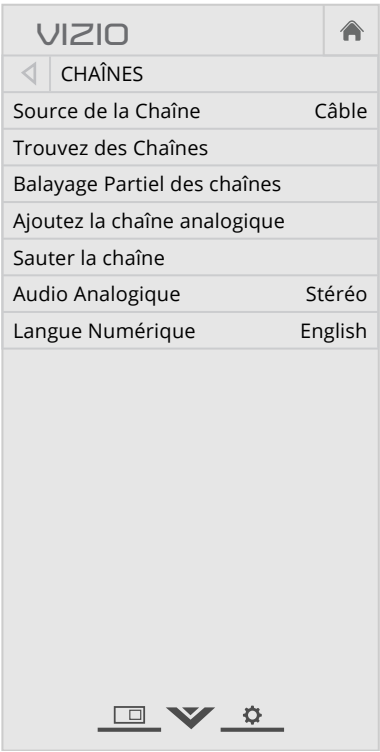 VIZIO
CHAÎNES
Source de la Chaîne Câble
Trouvez des Chaînes
Balayage Partiel des chaînes
Ajoutez la chaîne analogique
Sauter la chaîne
Audio Analogique Stéréo
Langue Numérique English